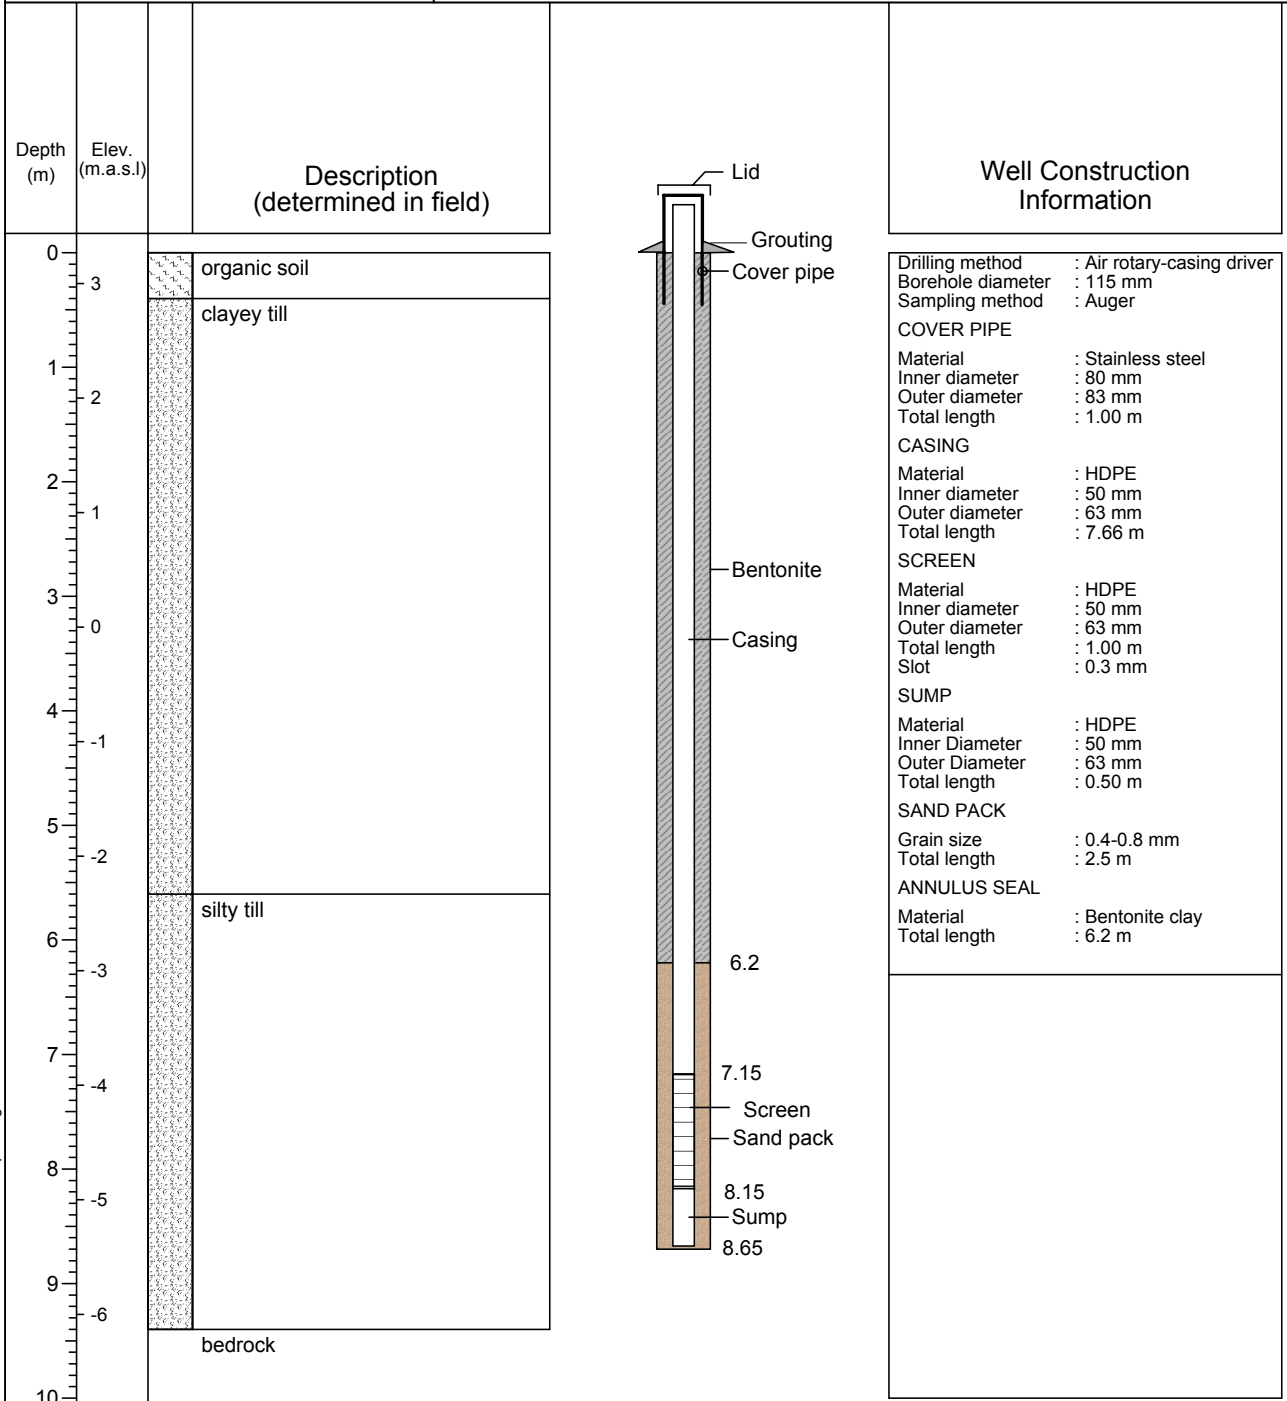 Depth
(m)
Elev.
(m.a.s.l)
Description
(determined in field)
Well Construction
Information
0
1
2
3
4
5
6
7
8
9
10
3
2
1
0
-1
-2
-3
-4
-5
-6
organic soil
clayey till
silty till
bedrock
Lid
Grouting
Cover pipe
Bentonite
Casing
6.2
7.15
Screen
Sand pack
8.15
Sump
8.65
Drilling method : Air rotary-casing driver
Borehole diameter : 115 mm
Sampling method : Auger
COVER PIPE
Material : Stainless steel
Inner diameter : 80 mm
Outer diameter : 83 mm
Total length : 1.00 m
CASING
Material : HDPE
Inner diameter : 50 mm
Outer diameter : 63 mm
Total length : 7.66 m
SCREEN
Material : HDPE
Inner diameter : 50 mm
Outer diameter : 63 mm
Total length : 1.00 m
Slot : 0.3 mm
SUMP
Material : HDPE
Inner Diameter : 50 mm
Outer Diameter : 63 mm
Total length : 0.50 m
SAND PACK
Grain size : 0.4-0.8 mm
Total length : 2.5 m
ANNULUS SEAL
Material : Bentonite clay
Total length : 6.2 m